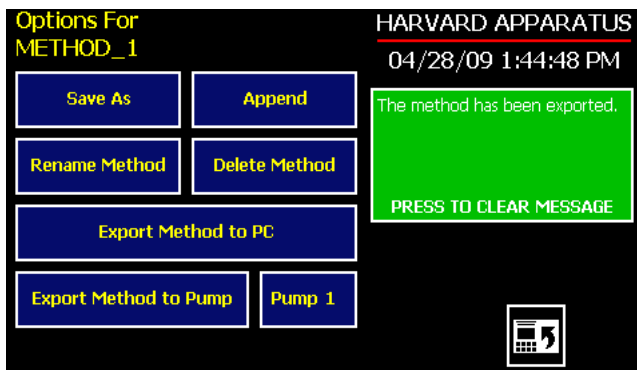 Options For
METHOD_1
HARVARD APPARATUS
04/28/09 1:44:48 PM
Save As
Append
The method has been exported.
Rename Method
Delete Method
PRESS TO CLEAR MESSAGE
Export Method to PC
Export Method to Pump
Pump 1